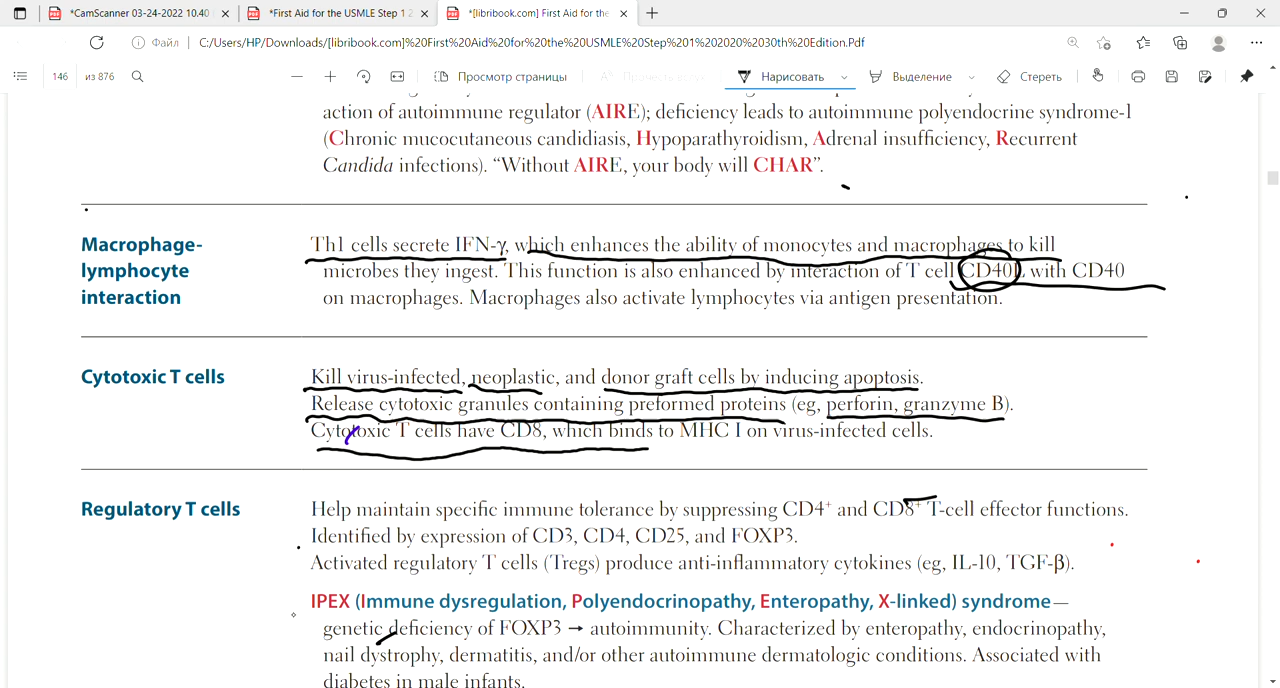 *CamScanner 03-24-2022 10.40
*First Aid for the USMLE Step 1 2
*[libribook.com] First Aid for the
Файл
C:/Users/HP/Downloads/[libribook.com]%20First%20Aid%20for%20the%20USMLE%20Step%201%202020%2030th%20Edition.Pdf
146 из 876
Просмотр страницы
Прочесть вслух
Нарисовать
Выделение
Стереть
action of autoimmune regulator (AIRE); deficiency leads to autoimmune polyendocrine syndrome-1
(Chronic mucocutaneous candidiasis, Hypoparathyroidism, Adrenal insufficiency, Recurrent
Candida infections). “Without AIRE, your body will CHAR”.
Macrophage-
lymphocyte
interaction
Th1 cells secrete IFN-γ, which enhances the ability of monocytes and macrophages to kill
microbes they ingest. This function is also enhanced by interaction of T cell CD40L with CD40
on macrophages. Macrophages also activate lymphocytes via antigen presentation.
Cytotoxic T cells
Kill virus-infected, neoplastic, and donor graft cells by inducing apoptosis.
Release cytotoxic granules containing preformed proteins (eg, perforin, granzyme B).
Cytotoxic T cells have CD8, which binds to MHC I on virus-infected cells.
Regulatory T cells
Help maintain specific immune tolerance by suppressing CD4⁺ and CD8⁺ T-cell effector functions.
Identified by expression of CD3, CD4, CD25, and FOXP3.
Activated regulatory T cells (Tregs) produce anti-inflammatory cytokines (eg, IL-10, TGF-β).
IPEX (Immune dysregulation, Polyendocrinopathy, Enteropathy, X-linked) syndrome—
genetic deficiency of FOXP3 → autoimmunity. Characterized by enteropathy, endocrinopathy,
nail dystrophy, dermatitis, and/or other autoimmune dermatologic conditions. Associated with
diabetes in male infants.